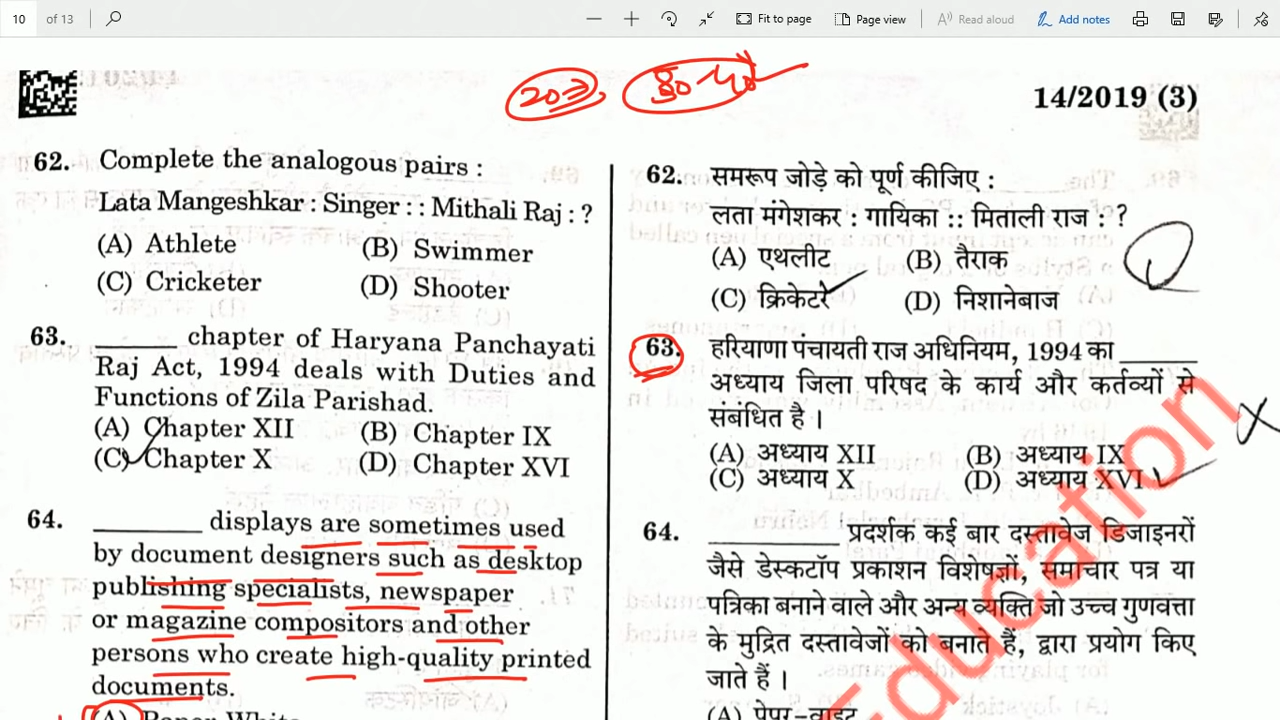 10 of 13
Fit to page
Page view
Read aloud
Add notes
14/2019 (3)
62. Complete the analogous pairs :
Lata Mangeshkar : Singer : : Mithali Raj : ?
(A) Athlete (B) Swimmer
(C) Cricketer (D) Shooter
63. ______ chapter of Haryana Panchayati
Raj Act, 1994 deals with Duties and
Functions of Zila Parishad.
(A) Chapter XII (B) Chapter IX
(C) Chapter X (D) Chapter XVI
64. ________ displays are sometimes used
by document designers such as desktop
publishing specialists, newspaper
or magazine compositors and other
persons who create high-quality printed
documents.
(A) Paper White
62. समरूप जोड़े को पूर्ण कीजिए :
लता मंगेशकर : गायिका :: मिताली राज : ?
(A) एथलीट (B) तैराक
(C) क्रिकेटर (D) निशानेबाज
63. हरियाणा पंचायती राज अधिनियम, 1994 का ______
अध्याय जिला परिषद के कार्य और कर्तव्यों से
संबंधित है ।
(A) अध्याय XII (B) अध्याय IX
(C) अध्याय X (D) अध्याय XVI
64. __________ प्रदर्शक कई बार दस्तावेज डिजाइनरों
जैसे डेस्कटॉप प्रकाशन विशेषज्ञों, समाचार पत्र या
पत्रिका बनाने वाले और अन्य व्यक्ति जो उच्च गुणवत्ता
के मुद्रित दस्तावेजों को बनाते हैं, द्वारा प्रयोग किए
जाते हैं ।
(A) पेपर-वाइट
Education